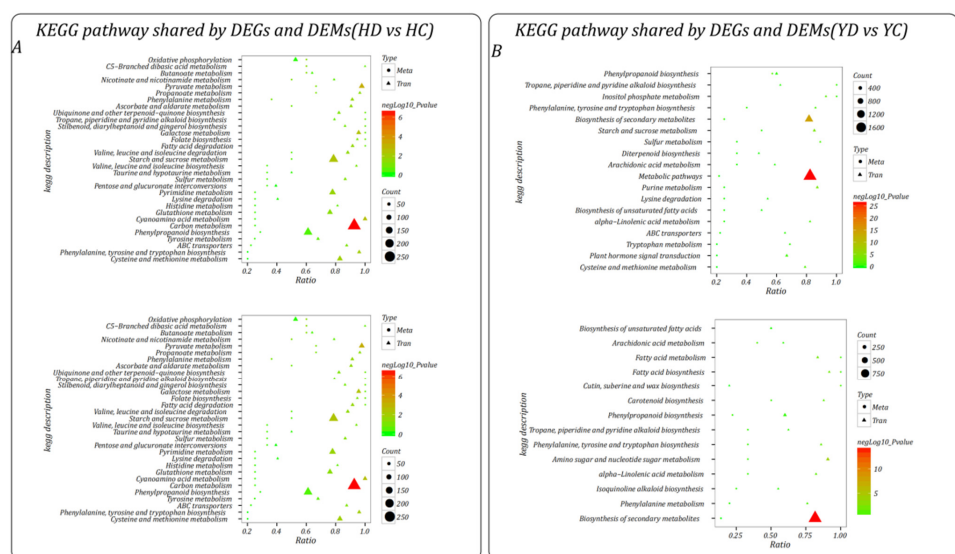 KEGG pathway shared by DEGs and DEMs(HD vs HC)
A
kegg description
Oxidative phosphorylation
C5-Branched dibasic acid metabolism
Butanoate metabolism
Nicotinate and nicotinamide metabolism
Pyruvate metabolism
Propanoate metabolism
Phenylalanine metabolism
Ascorbate and aldarate metabolism
Ubiquinone and other terpenoid-quinone biosynthesis
Tropane, piperidine and pyridine alkaloid biosynthesis
Stilbenoid, diarylheptanoid and gingerol biosynthesis
Galactose metabolism
Folate biosynthesis
Fatty acid degradation
Valine, leucine and isoleucine degradation
Starch and sucrose metabolism
Valine, leucine and isoleucine biosynthesis
Taurine and hypotaurine metabolism
Sulfur metabolism
Pentose and glucuronate interconversions
Pyrimidine metabolism
Lysine degradation
Histidine metabolism
Glutathione metabolism
Cyanoamino acid metabolism
Carbon metabolism
Phenylpropanoid biosynthesis
Tyrosine metabolism
ABC transporters
Phenylalanine, tyrosine and tryptophan biosynthesis
Cysteine and methionine metabolism
0.2 0.4 0.6 0.8 1.0
Ratio
Type
Meta
Tran
negLog10_Pvalue
6
4
2
0
Count
50
100
150
200
250
kegg description
Oxidative phosphorylation
C5-Branched dibasic acid metabolism
Butanoate metabolism
Nicotinate and nicotinamide metabolism
Pyruvate metabolism
Propanoate metabolism
Phenylalanine metabolism
Ascorbate and aldarate metabolism
Ubiquinone and other terpenoid-quinone biosynthesis
Tropane, piperidine and pyridine alkaloid biosynthesis
Stilbenoid, diarylheptanoid and gingerol biosynthesis
Galactose metabolism
Folate biosynthesis
Fatty acid degradation
Valine, leucine and isoleucine degradation
Starch and sucrose metabolism
Valine, leucine and isoleucine biosynthesis
Taurine and hypotaurine metabolism
Sulfur metabolism
Pentose and glucuronate interconversions
Pyrimidine metabolism
Lysine degradation
Histidine metabolism
Glutathione metabolism
Cyanoamino acid metabolism
Carbon metabolism
Phenylpropanoid biosynthesis
Tyrosine metabolism
ABC transporters
Phenylalanine, tyrosine and tryptophan biosynthesis
Cysteine and methionine metabolism
0.2 0.4 0.6 0.8 1.0
Ratio
Type
Meta
Tran
negLog10_Pvalue
6
4
2
0
Count
50
100
150
200
250
KEGG pathway shared by DEGs and DEMs(YD vs YC)
B
kegg description
Phenylpropanoid biosynthesis
Tropane, piperidine and pyridine alkaloid biosynthesis
Inositol phosphate metabolism
Phenylalanine, tyrosine and tryptophan biosynthesis
Biosynthesis of secondary metabolites
Starch and sucrose metabolism
Sulfur metabolism
Diterpenoid biosynthesis
Arachidonic acid metabolism
Metabolic pathways
Purine metabolism
Lysine degradation
Biosynthesis of unsaturated fatty acids
alpha-Linolenic acid metabolism
ABC transporters
Tryptophan metabolism
Plant hormone signal transduction
Cysteine and methionine metabolism
0.2 0.4 0.6 0.8 1.0
Ratio
Count
400
800
1200
1600
Type
Meta
Tran
negLog10_Pvalue
25
20
15
10
5
0
kegg description
Biosynthesis of unsaturated fatty acids
Arachidonic acid metabolism
Fatty acid metabolism
Fatty acid biosynthesis
Cutin, suberine and wax biosynthesis
Carotenoid biosynthesis
Phenylpropanoid biosynthesis
Tropane, piperidine and pyridine alkaloid biosynthesis
Phenylalanine, tyrosine and tryptophan biosynthesis
Amino sugar and nucleotide sugar metabolism
alpha-Linolenic acid metabolism
Isoquinoline alkaloid biosynthesis
Phenylalanine metabolism
Biosynthesis of secondary metabolites
0.25 0.50 0.75 1.00
Ratio
Count
250
500
750
Type
Meta
Tran
negLog10_Pvalue
10
5